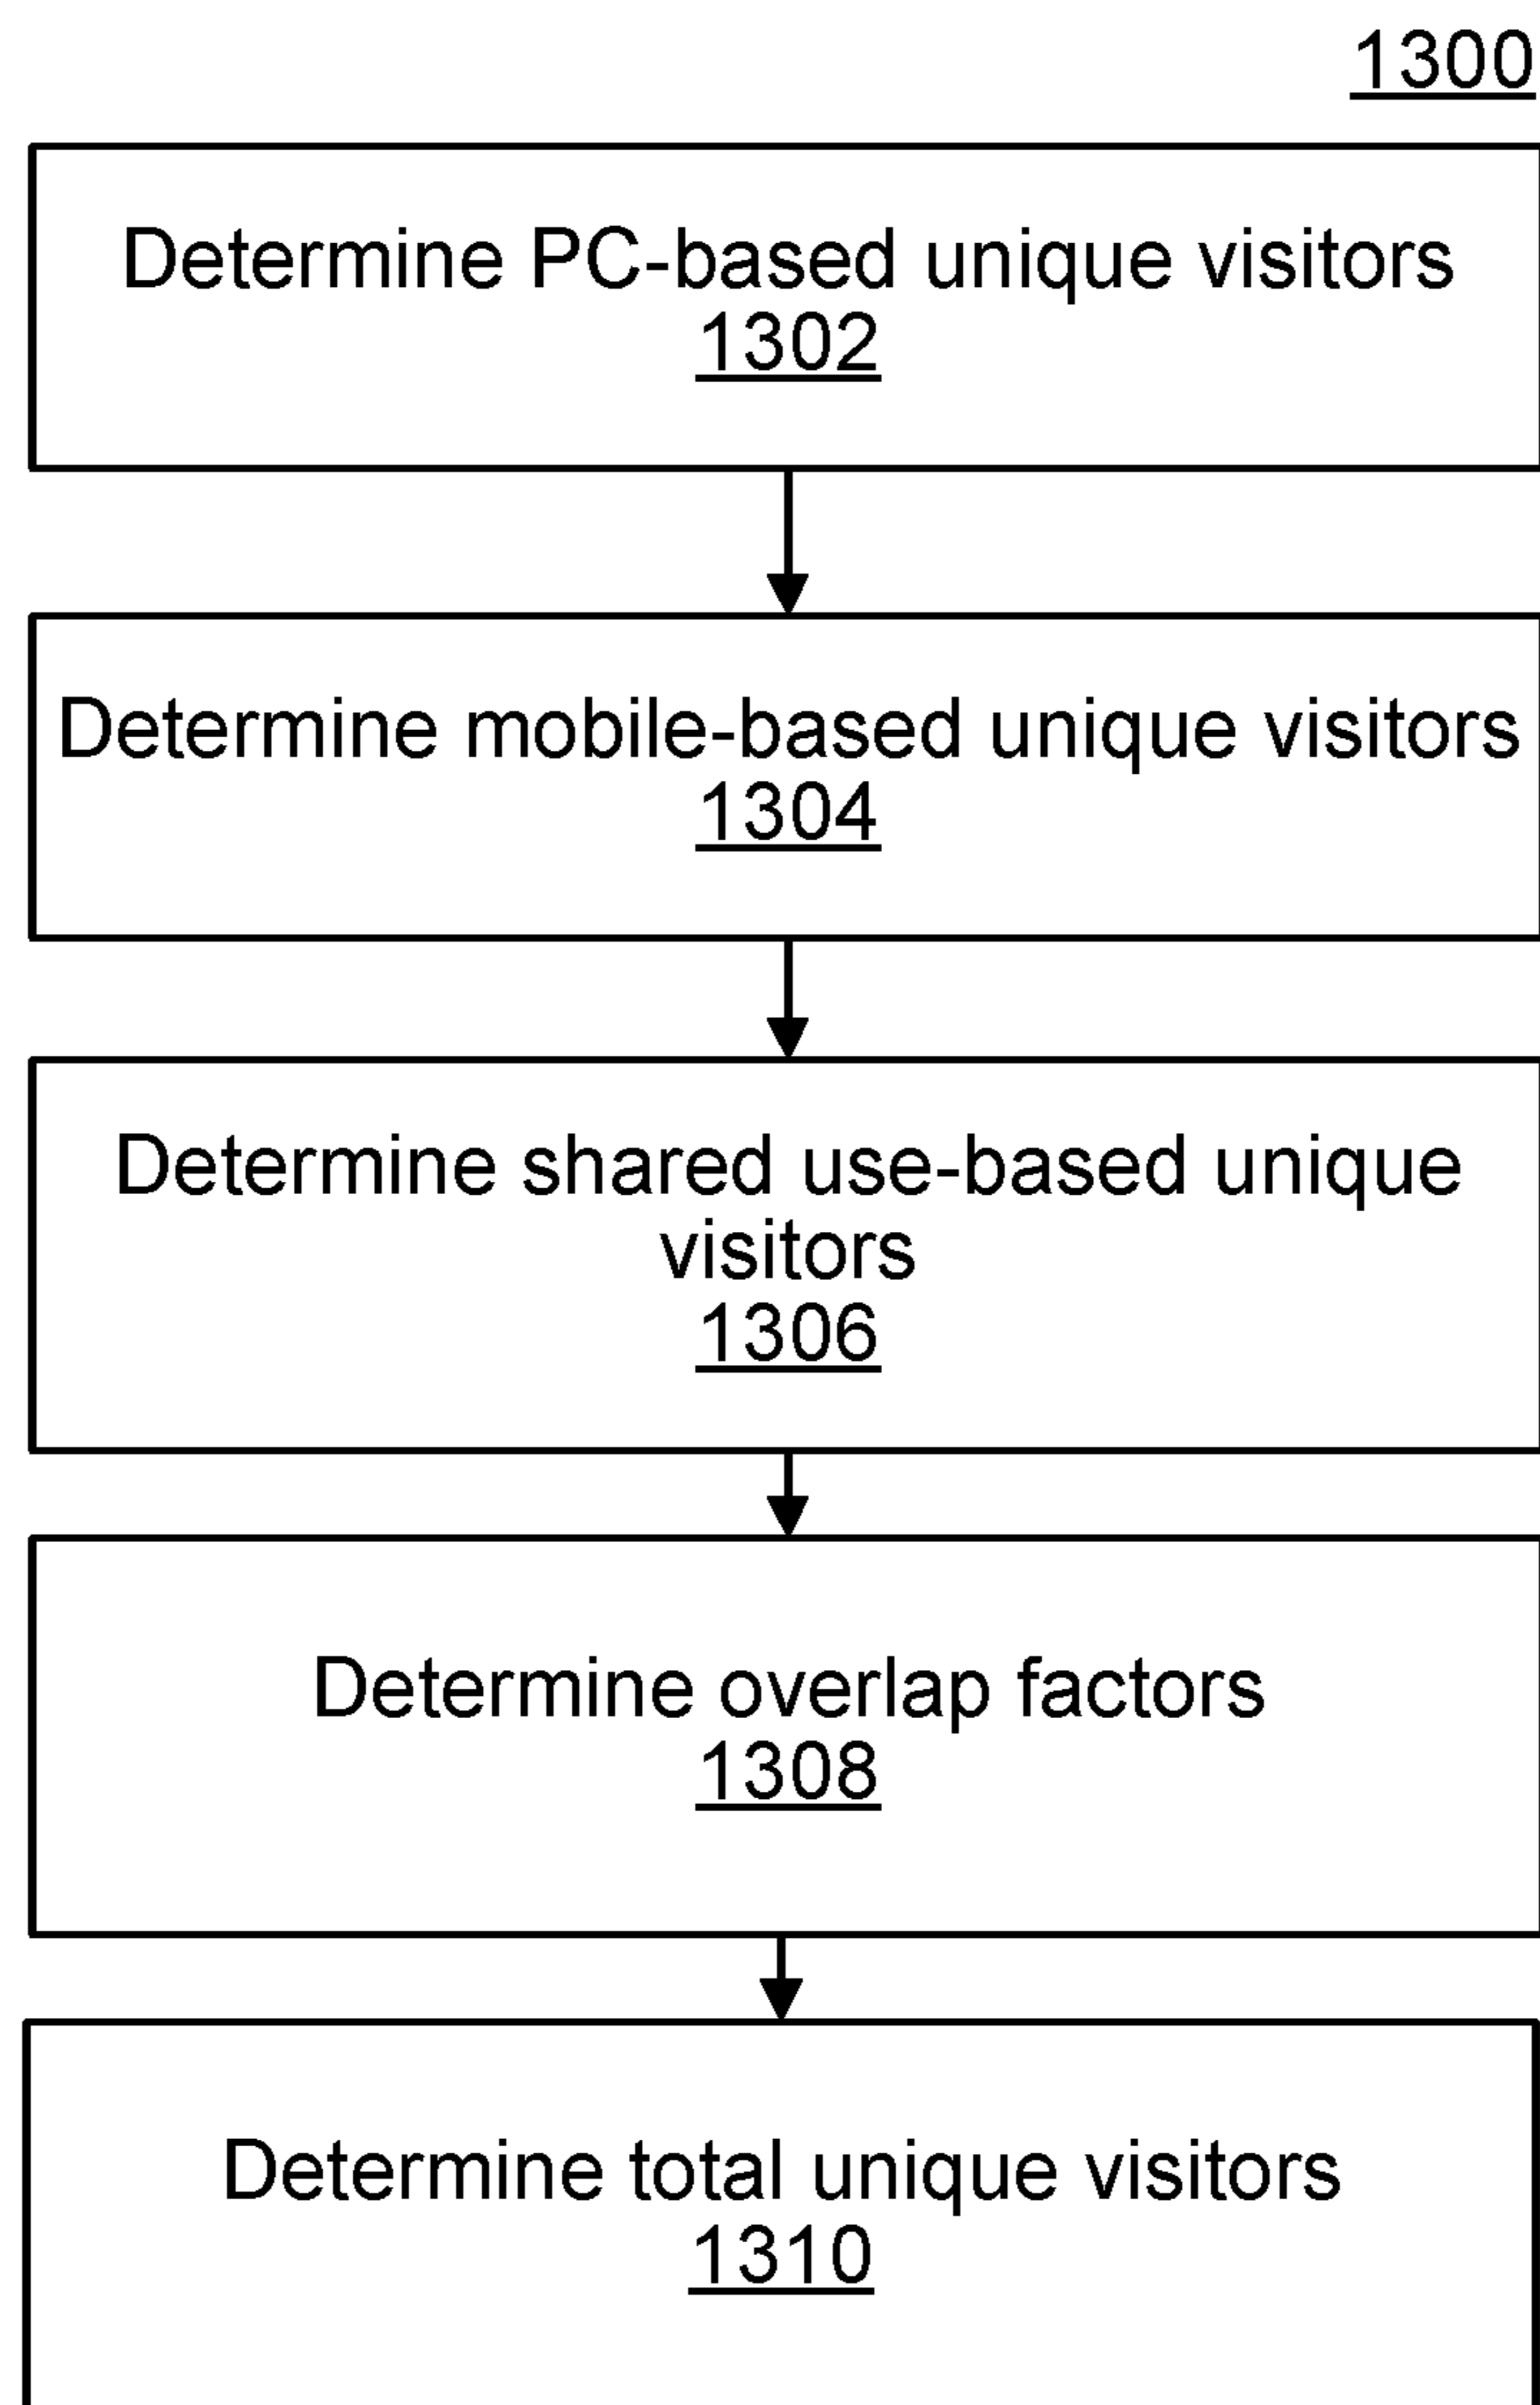 1300
Determine PC-based unique visitors
1302
Determine mobile-based unique visitors
1304
Determine shared use-based unique
visitors
1306
Determine overlap factors
1308
Determine total unique visitors
1310